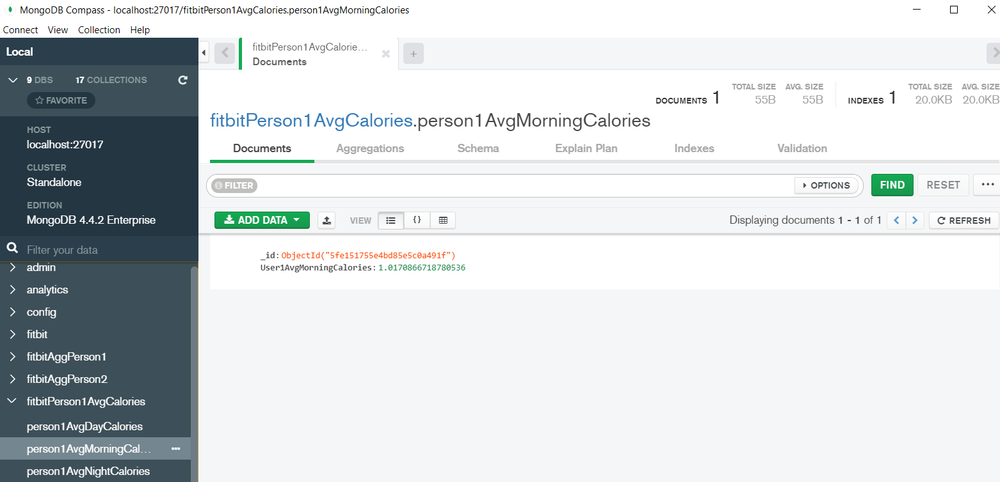 MongoDB Compass - localhost:27017/fitbitPerson1AvgCalories.person1AvgMorningCalories
Connect View Collection Help
Local
9 DBS 17 COLLECTIONS
FAVORITE
HOST
localhost:27017
CLUSTER
Standalone
EDITION
MongoDB 4.4.2 Enterprise
Filter your data
admin
analytics
config
fitbit
fitbitAggPerson1
fitbitAggPerson2
fitbitPerson1AvgCalories
person1AvgDayCalories
person1AvgMorningCal... •••
person1AvgNightCalories
fitbitPerson1AvgCalorie...
Documents
DOCUMENTS 1 TOTAL SIZE 55B AVG. SIZE 55B INDEXES 1 TOTAL SIZE 20.0KB AVG. SIZE 20.0KB
fitbitPerson1AvgCalories.person1AvgMorningCalories
Documents Aggregations Schema Explain Plan Indexes Validation
FILTER OPTIONS FIND RESET •••
ADD DATA VIEW {} Displaying documents 1 - 1 of 1 < > REFRESH
_id: ObjectId("5fe151755e4bd85e5c0a491f")
User1AvgMorningCalories: 1.0170866718780536